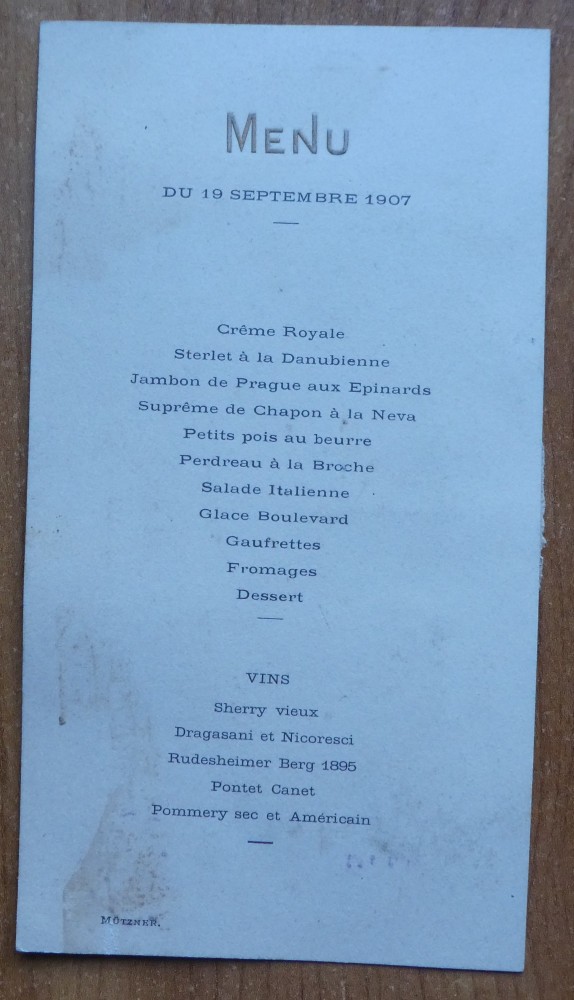 MENU
DU 19 SEPTEMBRE 1907
Crême Royale
Sterlet à la Danubienne
Jambon de Prague aux Epinards
Suprême de Chapon à la Neva
Petits pois au beurre
Perdreau à la Broche
Salade Italienne
Glace Boulevard
Gaufrettes
Fromages
Dessert
VINS
Sherry vieux
Dragasani et Nicoresci
Rudesheimer Berg 1895
Pontet Canet
Pommery sec et Américain
MÜTZNER.